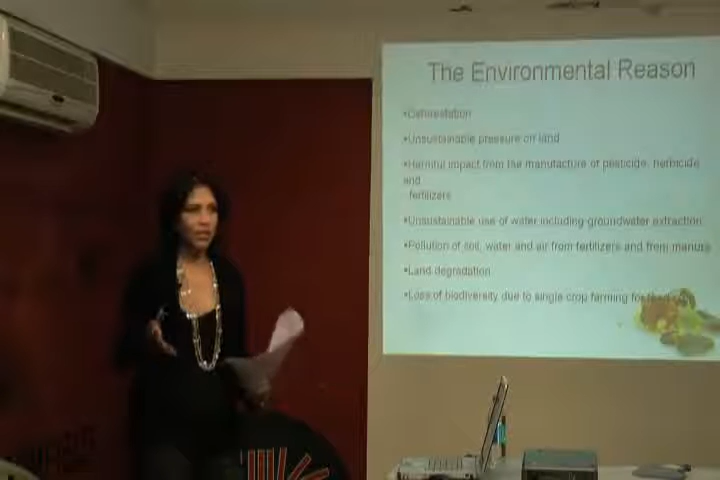 The Environmental Reason
•Deforestation
•Unsustainable pressure on land
•Harmful impact from the manufacture of pesticide, herbicide
and
fertilizers
•Unsustainable use of water including groundwater extraction
•Pollution of soil, water and air from fertilizers and from manure
•Land degradation
•Loss of biodiversity due to single crop farming for